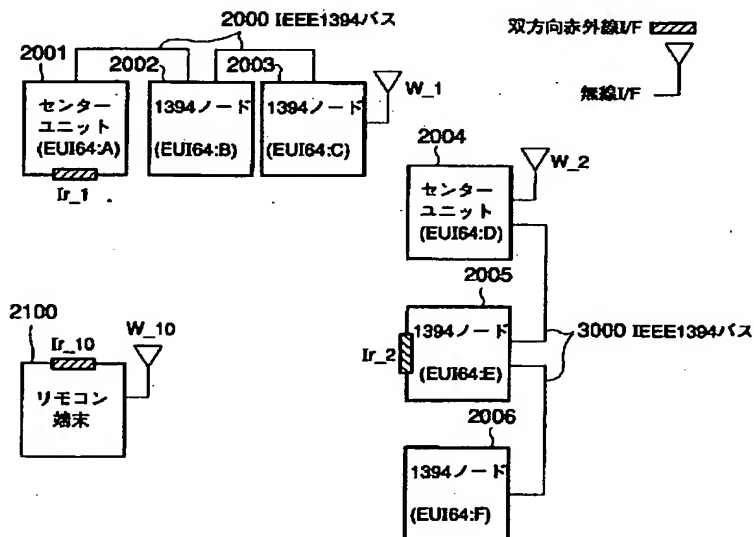 2000 IEEE1394バス
双方向赤外線I/F
無線I/F
2001
2002
2003
W_1
センター
ユニット
(EUI64:A)
Ir_1
1394ノード
(EUI64:B)
1394ノード
(EUI64:C)
2004
W_2
センター
ユニット
(EUI64:D)
2005
1394ノード
(EUI64:E)
Ir_2
3000 IEEE1394バス
2100
Ir_10
W_10
リモコン
端末
2006
1394ノード
(EUI64:F)